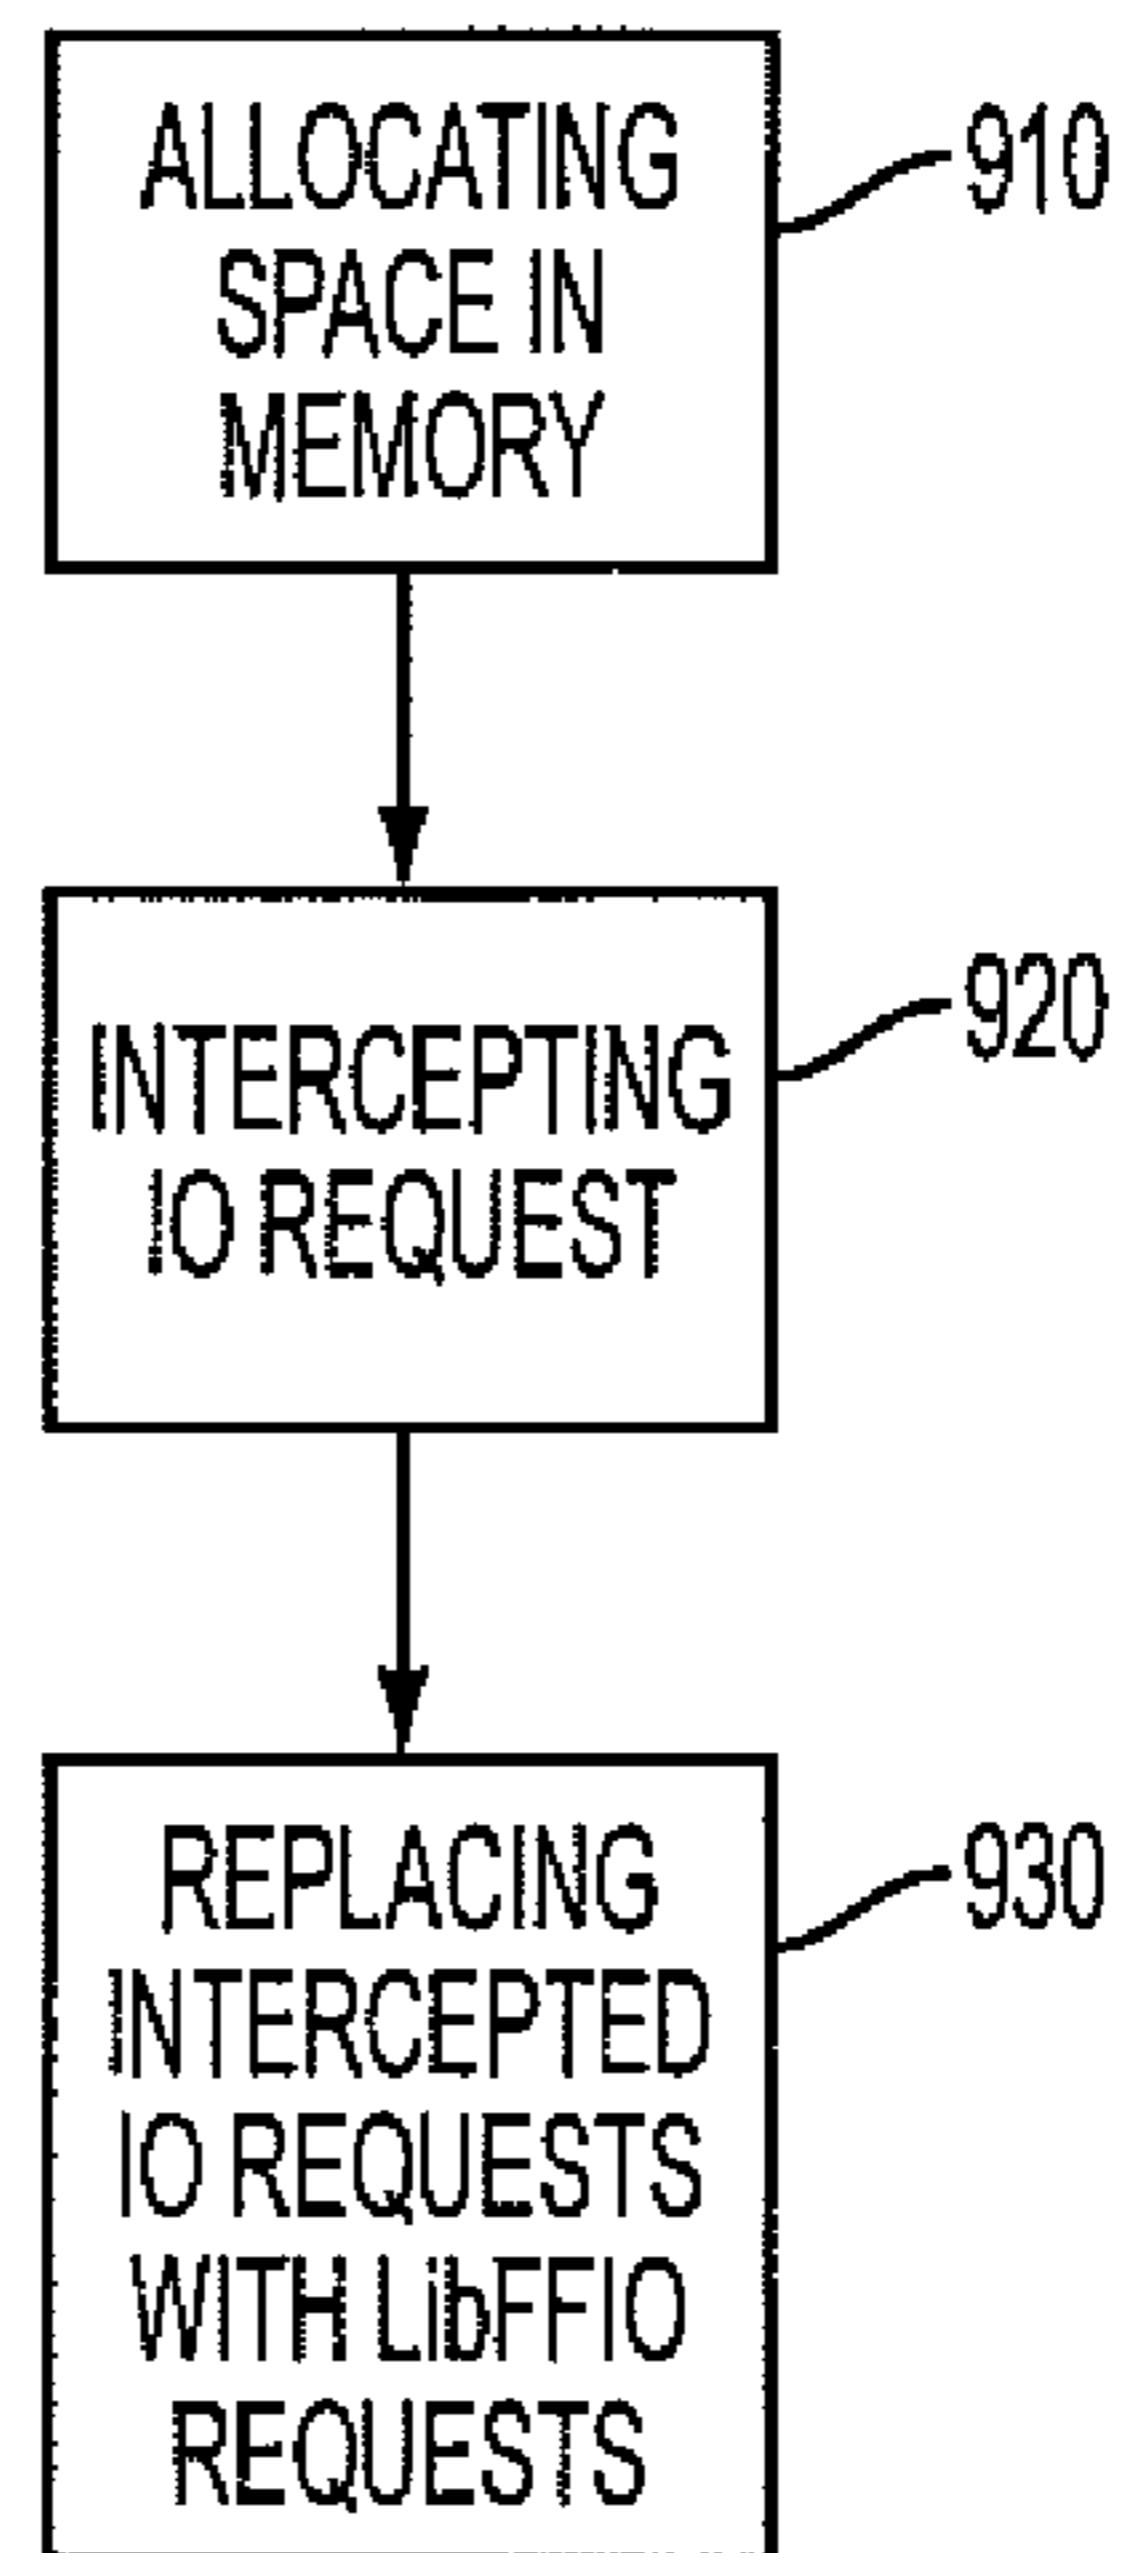 ALLOCATING
SPACE IN
MEMORY
910
INTERCEPTING
IO REQUEST
920
REPLACING
INTERCEPTED
IO REQUESTS
WITH LibFFIO
REQUESTS
930